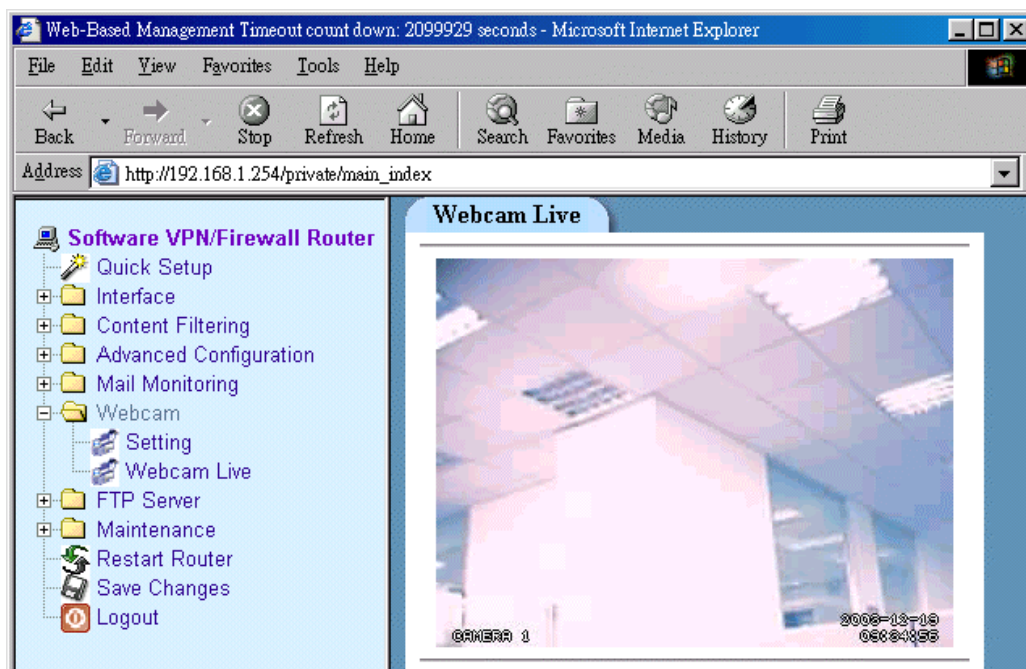 Web-Based Management Timeout count down: 2099929 seconds - Microsoft Internet Explorer
File Edit View Favorites Tools Help
Back Forward Stop Refresh Home Search Favorites Media History Print
Address http://192.168.1.254/private/main_index
Software VPN/Firewall Router
Quick Setup
Interface
Content Filtering
Advanced Configuration
Mail Monitoring
Webcam
Setting
Webcam Live
FTP Server
Maintenance
Restart Router
Save Changes
Logout
Webcam Live
CAMERA 1